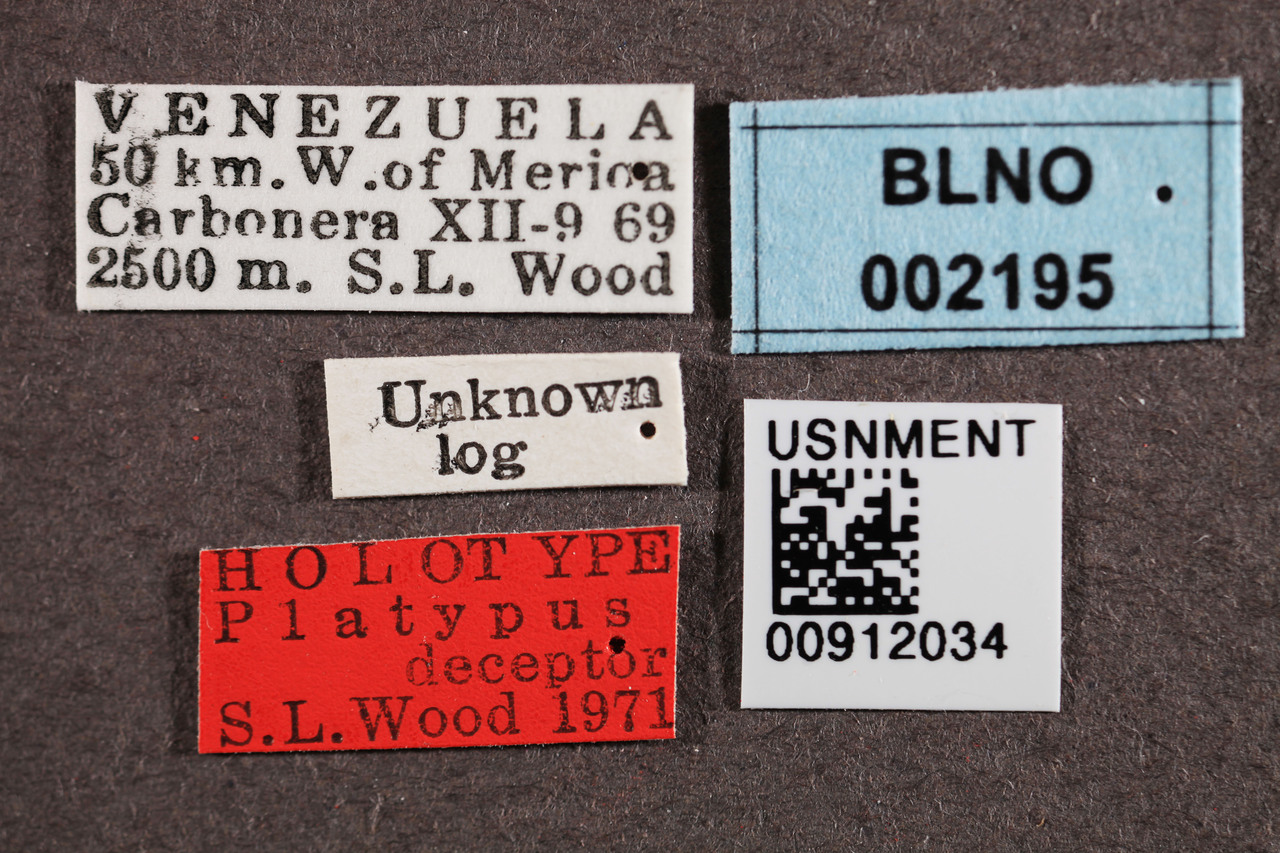 VENEZUELA
50 km. W. of Merida
Carbonera XII-9 69
2500 m. S.L. Wood
BLNO
002195
Unknown
log
USNMENT
00912034
HOLOTYPE
Platypus
deceptor
S.L. Wood 1971